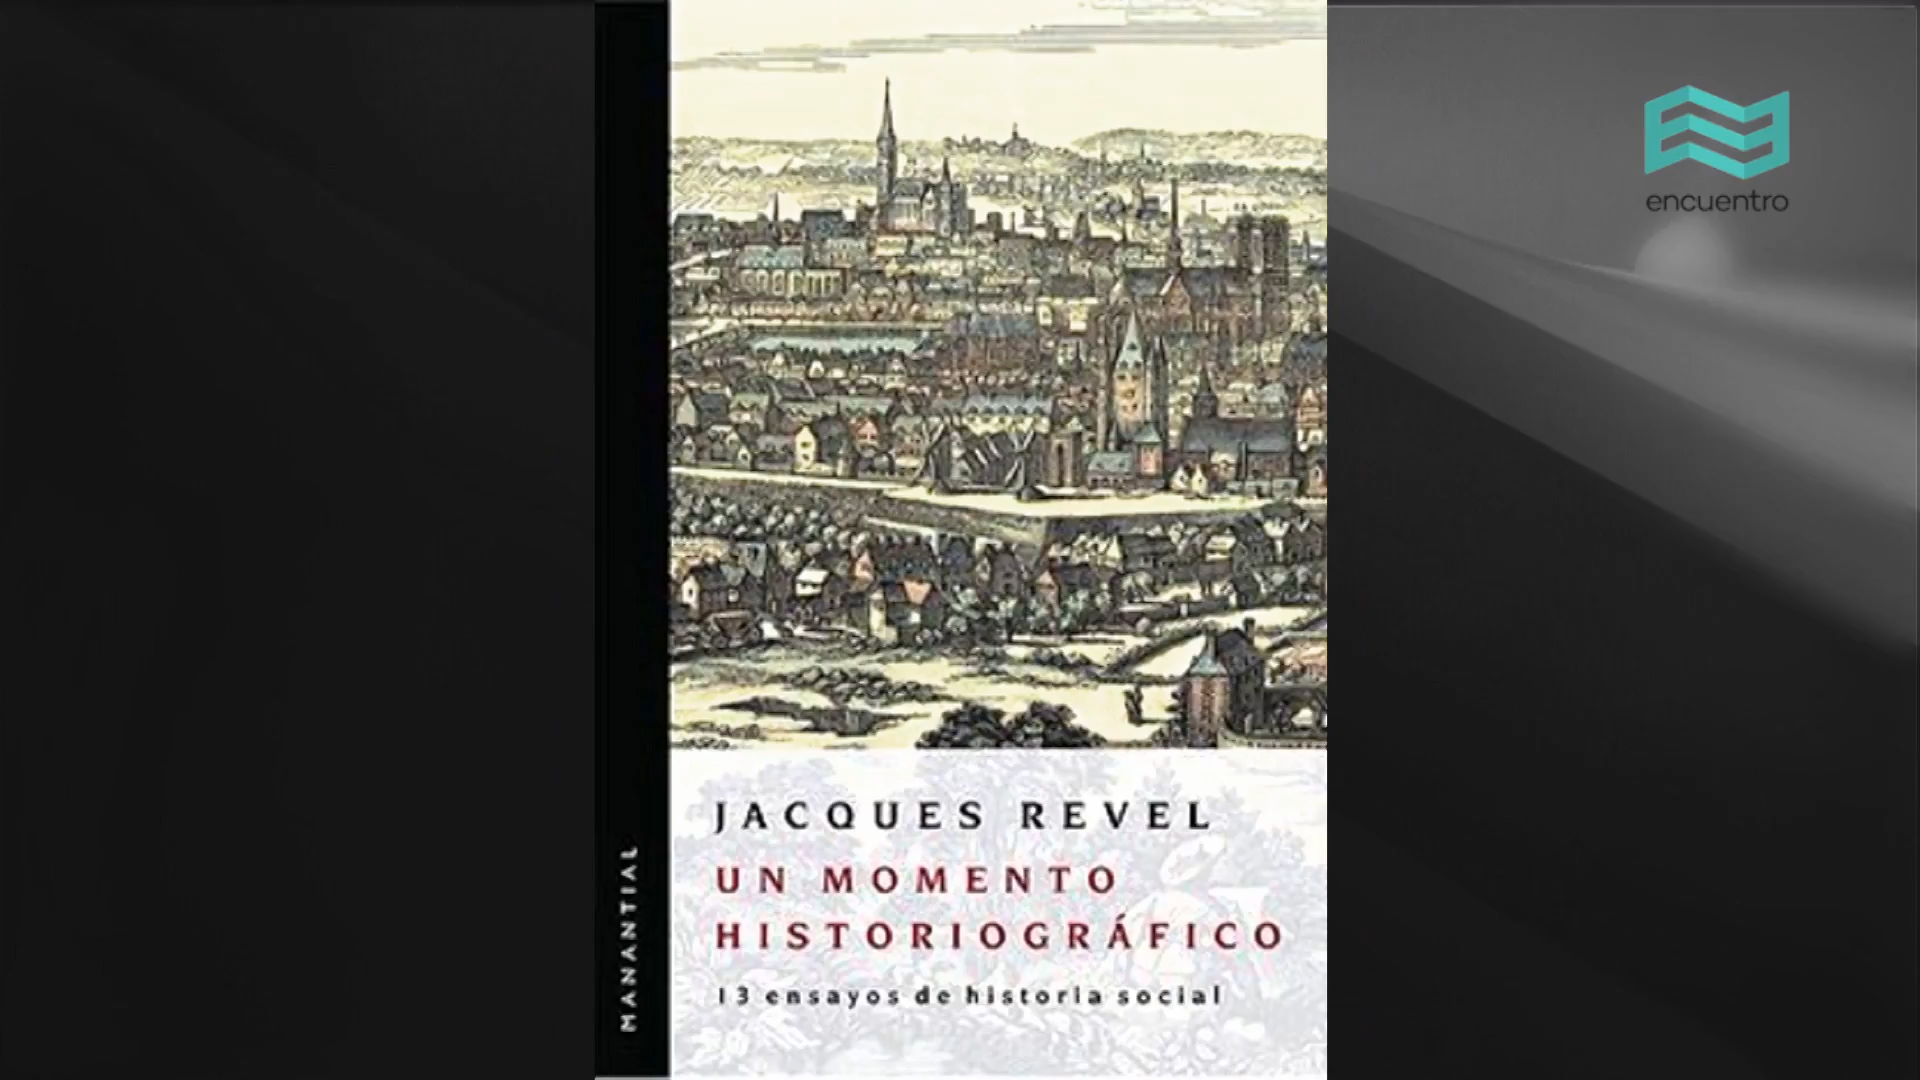 encuentro
JACQUES REVEL
UN MOMENTO
HISTORIOGRÁFICO
13 ensayos de historia social
MANANTIAL